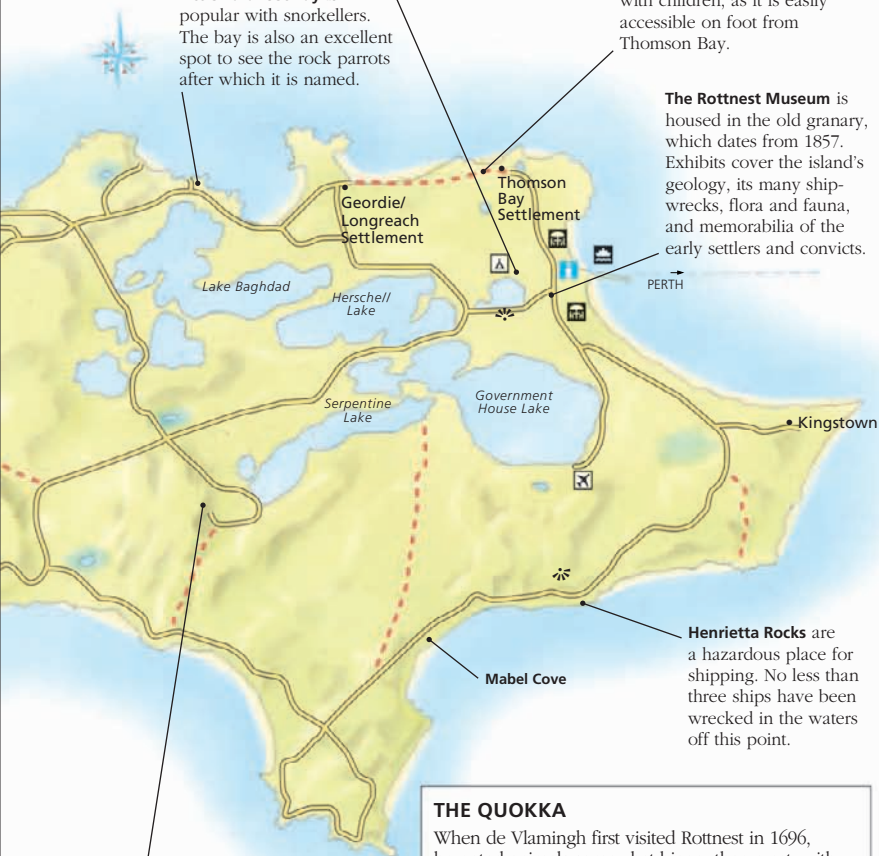 popular with snorkellers.
The bay is also an excellent
spot to see the rock parrots
after which it is named.
with children, as it is easily
accessible on foot from
Thomson Bay.
The Rottnest Museum is
housed in the old granary,
which dates from 1857.
Exhibits cover the island’s
geology, its many ship-
wrecks, flora and fauna,
and memorabilia of the
early settlers and convicts.
Thomson
Bay
Settlement
Geordie/
Longreach
Settlement
PERTH
Lake Baghdad
Herschell
Lake
Serpentine
Lake
Government
House Lake
Kingstown
Henrietta Rocks are
a hazardous place for
shipping. No less than
three ships have been
wrecked in the waters
off this point.
Mabel Cove
THE QUOKKA
When de Vlamingh first visited Rottnest in 1696,